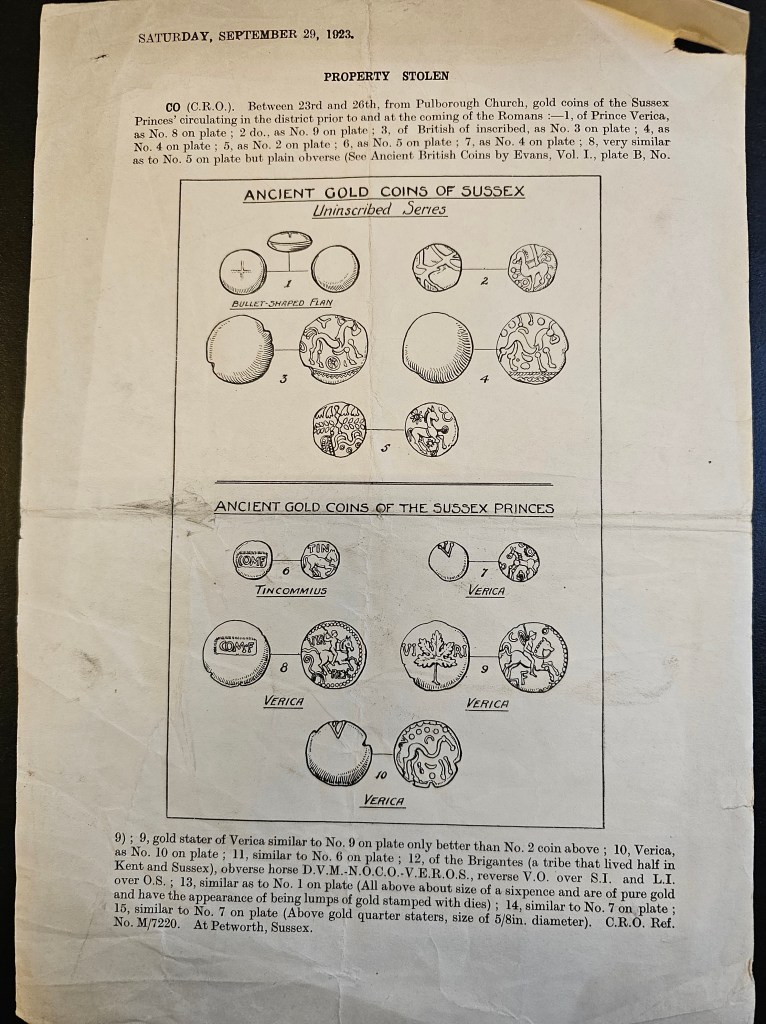 SATURDAY, SEPTEMBER 29, 1923.
PROPERTY STOLEN
CO (C.R.O.). Between 23rd and 26th, from Pulborough Church, gold coins of the Sussex
Princes' circulating in the district prior to and at the coming of the Romans :—1, of Prince Verica,
as No. 8 on plate ; 2 do., as No. 9 on plate ; 3, of British of inscribed, as No. 3 on plate ; 4, as
No. 4 on plate ; 5, as No. 2 on plate ; 6, as No. 5 on plate ; 7, as No. 4 on plate ; 8, very similar
as to No. 5 on plate but plain obverse (See Ancient British Coins by Evans, Vol. I., plate B, No.
ANCIENT GOLD COINS OF SUSSEX
Uninscribed Series
1
BULLET-SHAPED FLAN
2
3
4
5
ANCIENT GOLD COINS OF THE SUSSEX PRINCES
COMF
6
TIN
TINCOMMIUS
7
VERICA
COM·F
8
VIR
REX
VERICA
VI RI
9
CO
F
VERICA
10
VERICA
9) ; 9, gold stater of Verica similar to No. 9 on plate only better than No. 2 coin above ; 10, Verica,
as No. 10 on plate ; 11, similar to No. 6 on plate ; 12, of the Brigantes (a tribe that lived half in
Kent and Sussex), obverse horse D.V.M.-N.O.C.O.-V.E.R.O.S., reverse V.O. over S.I. and L.I.
over O.S. ; 13, similar as to No. 1 on plate (All above about size of a sixpence and are of pure gold
and have the appearance of being lumps of gold stamped with dies) ; 14, similar to No. 7 on plate ;
15, similar to No. 7 on plate (Above gold quarter staters, size of 5/8in. diameter). C.R.O. Ref.
No. M/7220. At Petworth, Sussex.